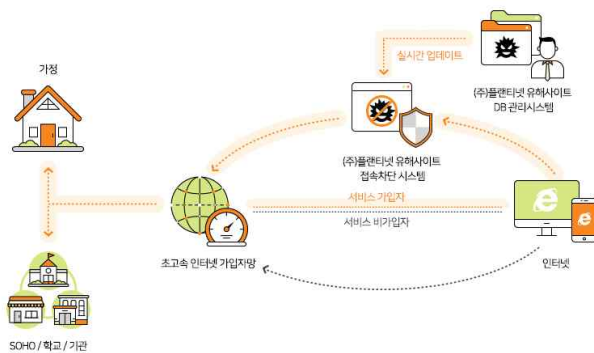 실시간 업데이트
가정
(주)플랜티넷 유해사이트
DB 관리시스템
(주)플랜티넷 유해사이트
접속차단 시스템
서비스 가입자
서비스 비가입자
초고속 인터넷 가입자망
인터넷
SOHO / 학교 / 기관